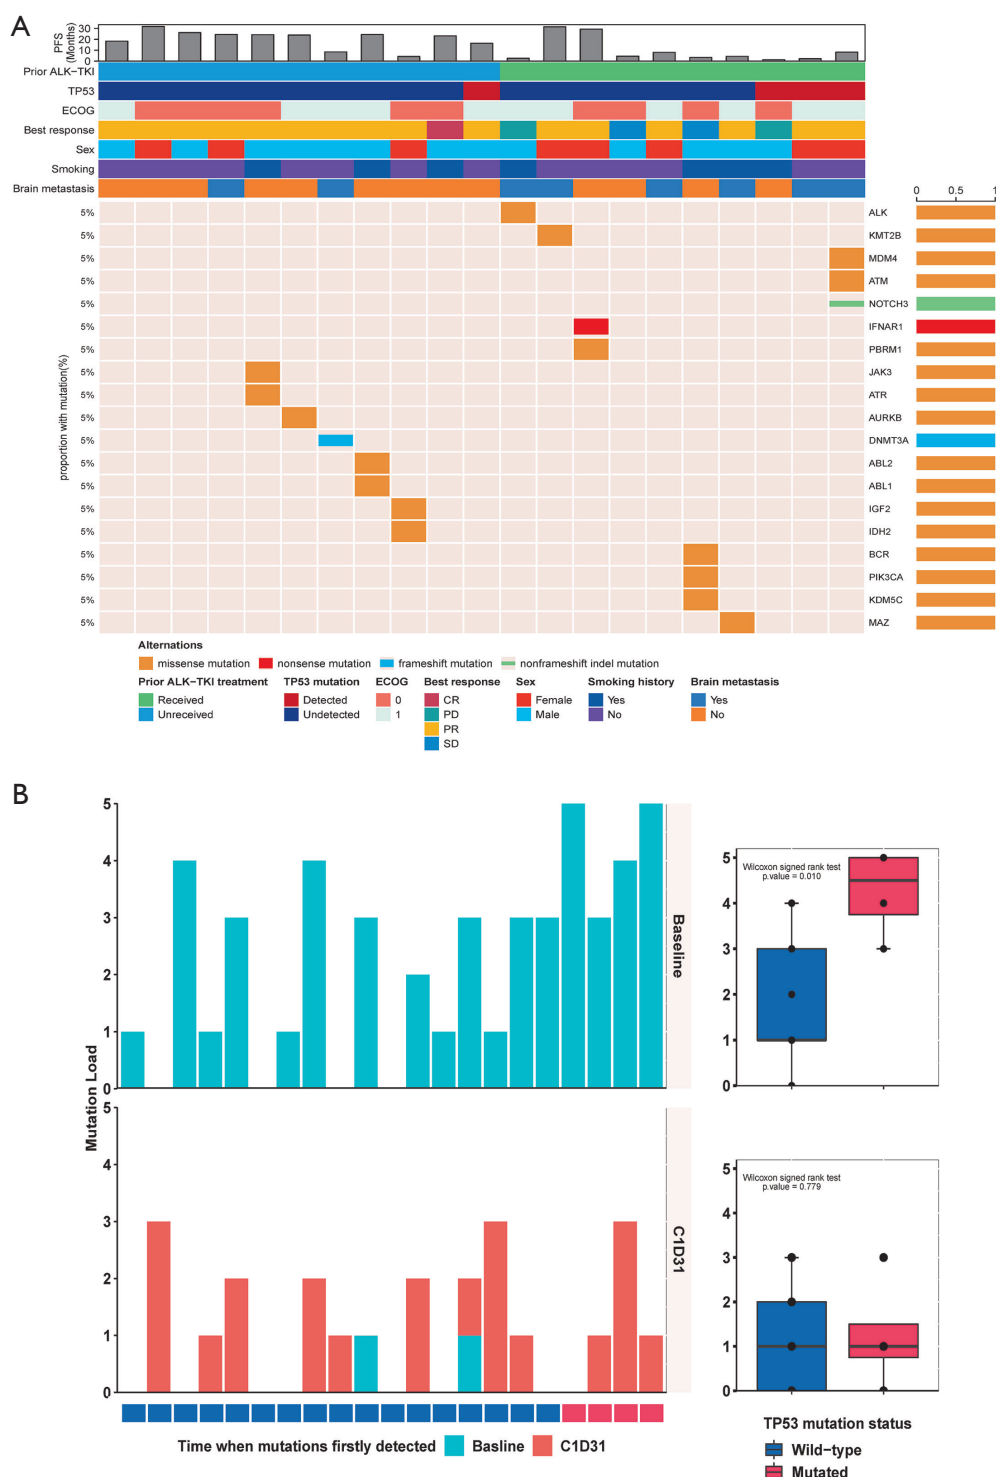 A
PFS
(Months)
30
20
10
0
Prior ALK−TKI
TP53
ECOG
Best response
Sex
Smoking
Brain metastasis
0 0.5 1
proportion with mutation(%)
5% ALK
5% KMT2B
5% MDM4
5% ATM
5% NOTCH3
5% IFNAR1
5% PBRM1
5% JAK3
5% ATR
5% AURKB
5% DNMT3A
5% ABL2
5% ABL1
5% IGF2
5% IDH2
5% BCR
5% PIK3CA
5% KDM5C
5% MAZ
Alternations
missense mutation nonsense mutation frameshift mutation nonframeshift indel mutation
Prior ALK−TKI treatment TP53 mutation ECOG Best response Sex Smoking history Brain metastasis
Received Detected 0 CR Female Yes Yes
Unreceived Undetected 1 PD Male No No
PR
SD
B
Mutation Load
5
4
3
2
1
0
Baseline
5
4
3
2
1
0
C1D31
Time when mutations firstly detected Basline C1D31
Wilcoxon signed rank test
p.value = 0.010
5
4
3
2
1
0
Wilcoxon signed rank test
p.value = 0.779
5
4
3
2
1
0
TP53 mutation status
Wild−type
Mutated